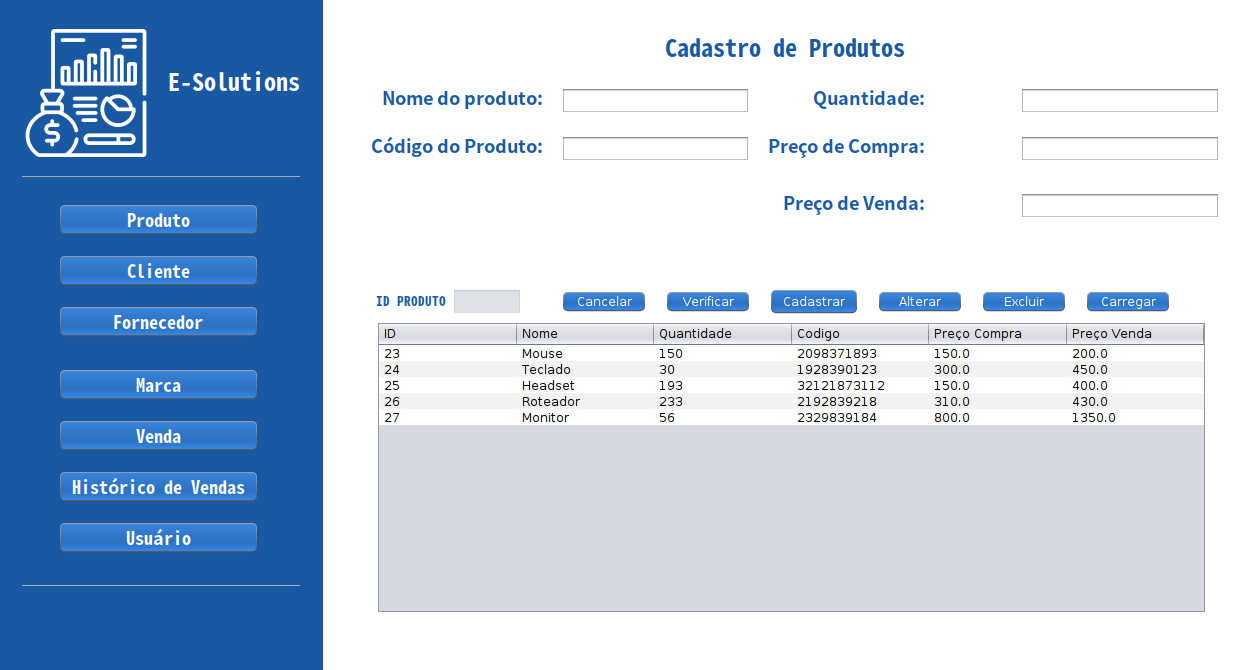 E-Solutions
$
Produto
Cliente
Fornecedor
Marca
Venda
Histórico de Vendas
Usuário
Cadastro de Produtos
Nome do produto: Quantidade:
Código do Produto: Preço de Compra:
Preço de Venda:
ID PRODUTO Cancelar Verificar Cadastrar Alterar Excluir Carregar
ID Nome Quantidade Codigo Preço Compra Preço Venda
23 Mouse 150 2098371893 150.0 200.0
24 Teclado 30 1928390123 300.0 450.0
25 Headset 193 32121873112 150.0 400.0
26 Roteador 233 2192839218 310.0 430.0
27 Monitor 56 2329839184 800.0 1350.0